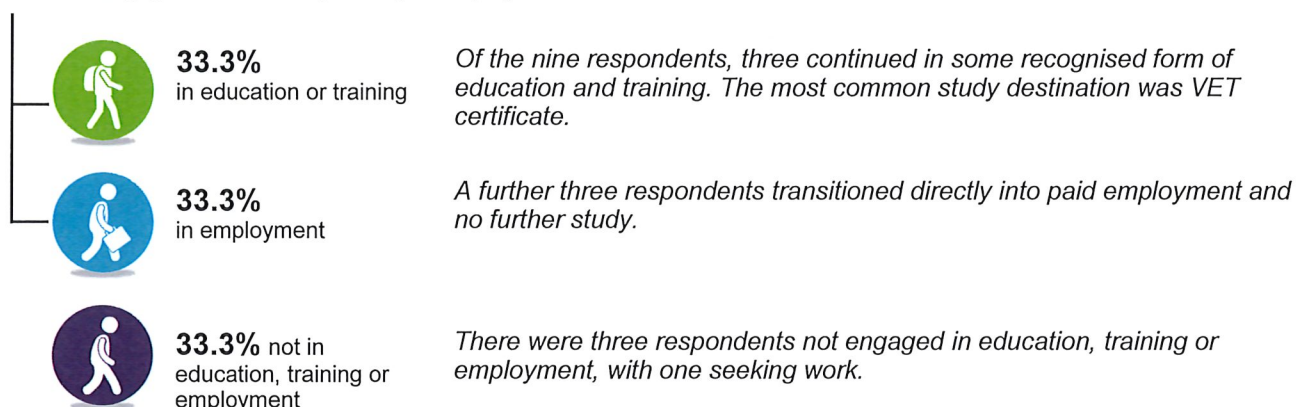 33.3%
in education or training
Of the nine respondents, three continued in some recognised form of
education and training. The most common study destination was VET
certificate.
33.3%
in employment
A further three respondents transitioned directly into paid employment and
no further study.
33.3% not in
education, training or
employment
There were three respondents not engaged in education, training or
employment, with one seeking work.